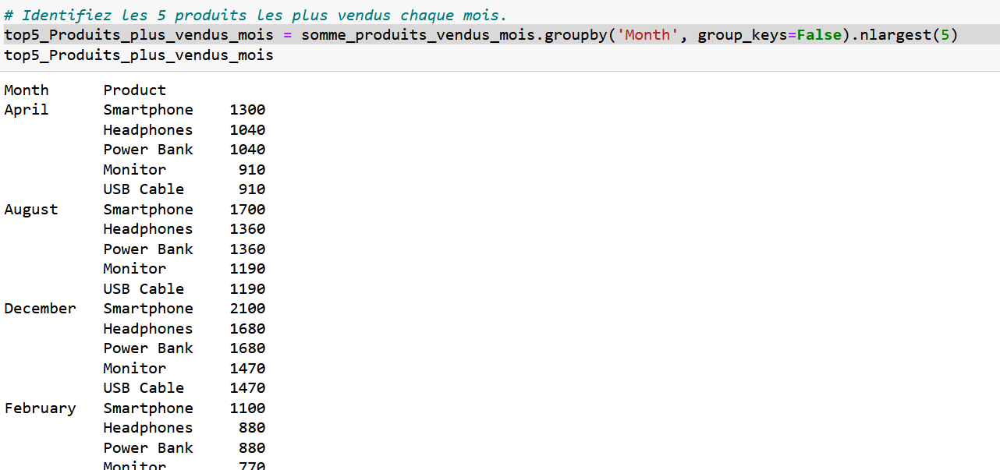 # Identifiez les 5 produits les plus vendus chaque mois.
top5_Produits_plus_vendus_mois = somme_produits_vendus_mois.groupby('Month', group_keys=False).nlargest(5)
top5_Produits_plus_vendus_mois
Month Product
April Smartphone 1300
Headphones 1040
Power Bank 1040
Monitor 910
USB Cable 910
August Smartphone 1700
Headphones 1360
Power Bank 1360
Monitor 1190
USB Cable 1190
December Smartphone 2100
Headphones 1680
Power Bank 1680
Monitor 1470
USB Cable 1470
February Smartphone 1100
Headphones 880
Power Bank 880
Monitor 770